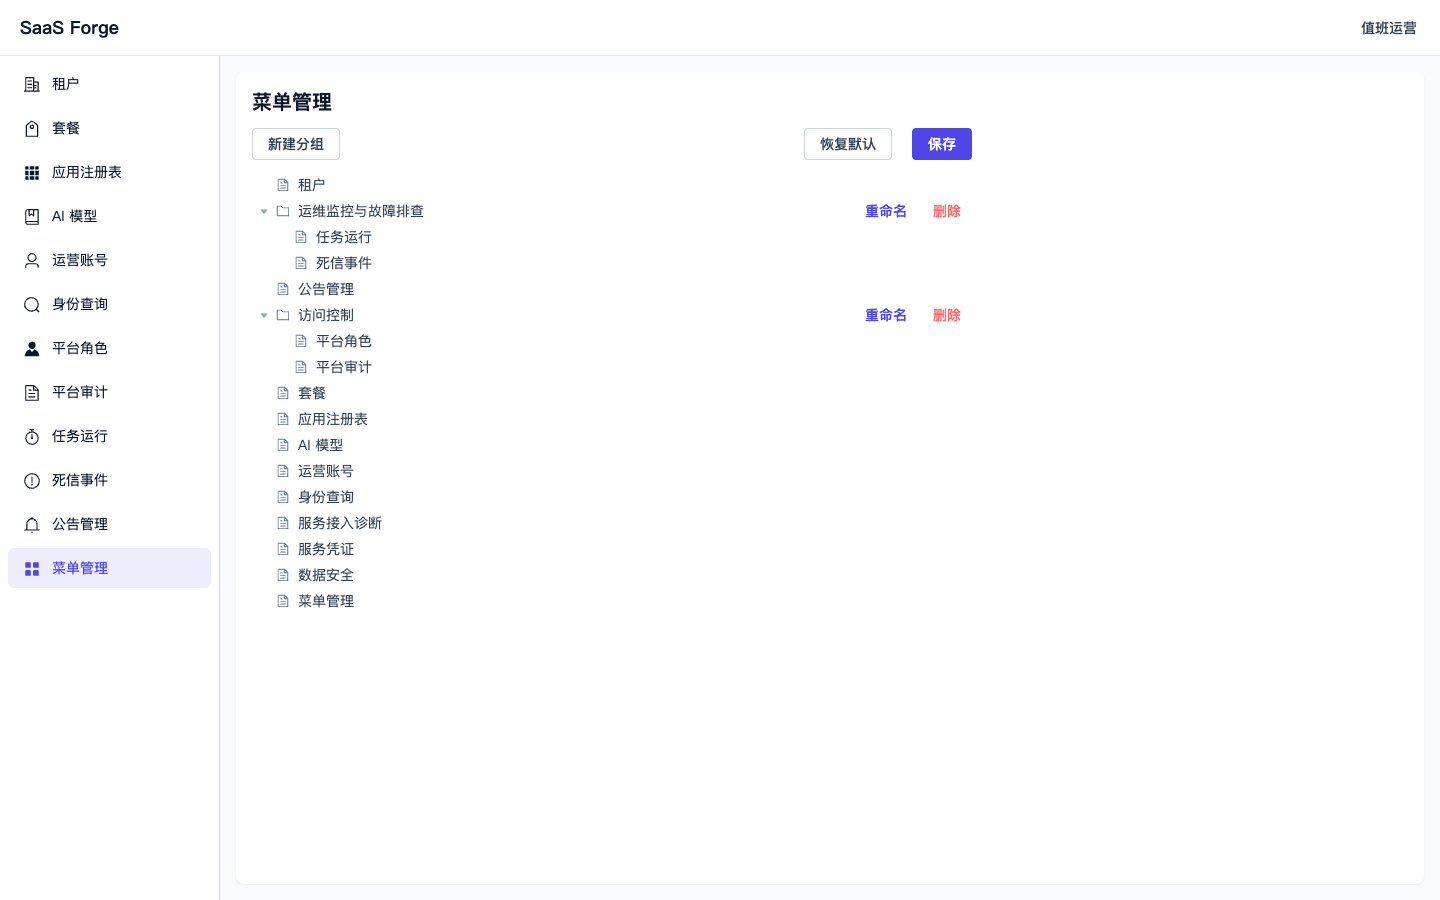 SaaS Forge
值班运营
租户
套餐
应用注册表
AI 模型
运营账号
身份查询
平台角色
平台审计
任务运行
死信事件
公告管理
菜单管理
菜单管理
新建分组
恢复默认
保存
租户
运维监控与故障排查
重命名
删除
任务运行
死信事件
公告管理
访问控制
重命名
删除
平台角色
平台审计
套餐
应用注册表
AI 模型
运营账号
身份查询
服务接入诊断
服务凭证
数据安全
菜单管理